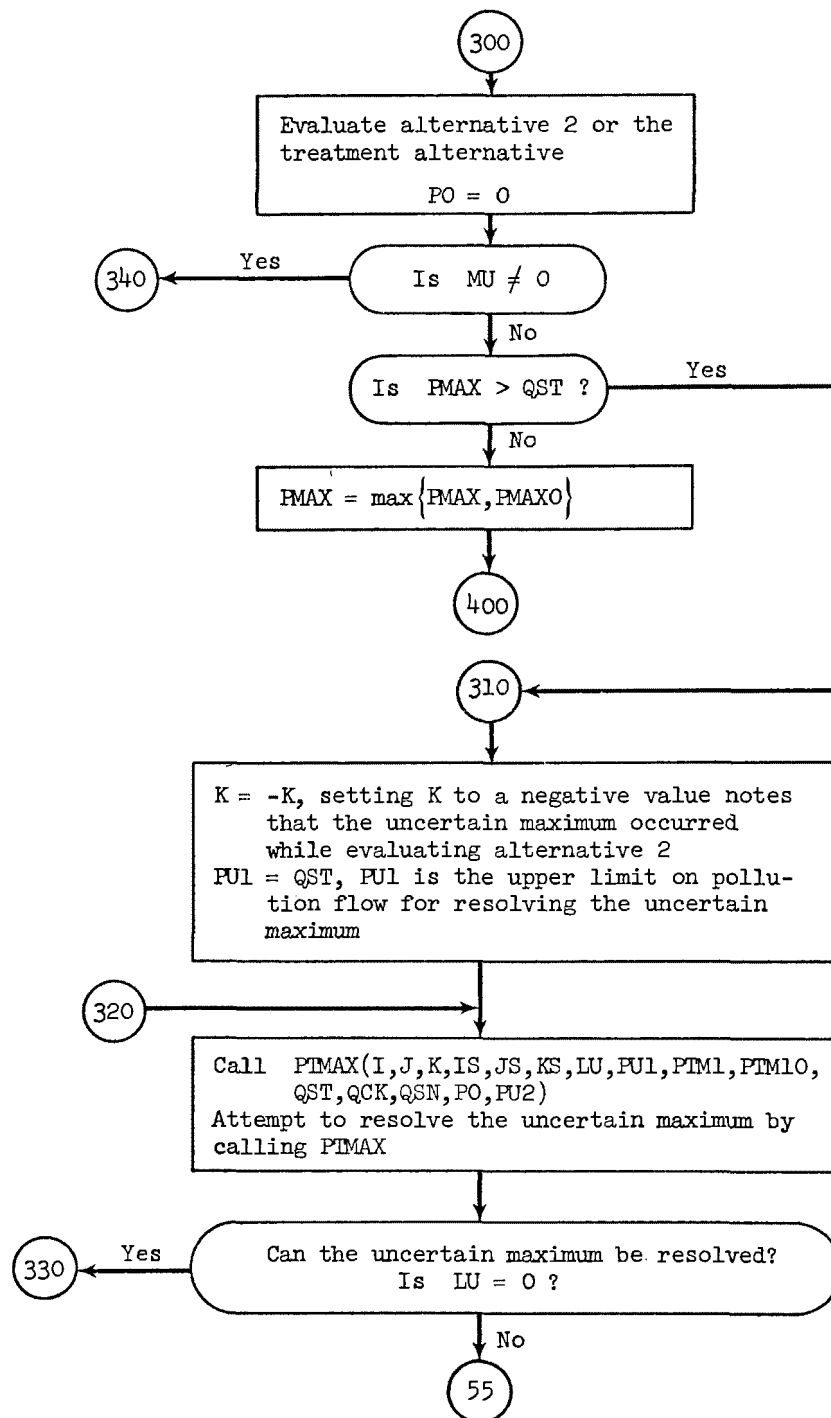 300
Evaluate alternative 2 or the
treatment alternative
PO = 0
Yes
340
Is MU ≠ 0
No
Is PMAX > QST ?
Yes
No
PMAX = max{PMAX,PMAXO}
400
310
K = -K, setting K to a negative value notes
that the uncertain maximum occurred
while evaluating alternative 2
PU1 = QST, PU1 is the upper limit on pollu-
tion flow for resolving the uncertain
maximum
320
Call PTMAX(I,J,K,IS,JS,KS,LU,PU1,PTM1,PTM1O,
QST,QCK,QSN,PO,PU2)
Attempt to resolve the uncertain maximum by
calling PTMAX
Yes
330
Can the uncertain maximum be resolved?
Is LU = 0 ?
No
55